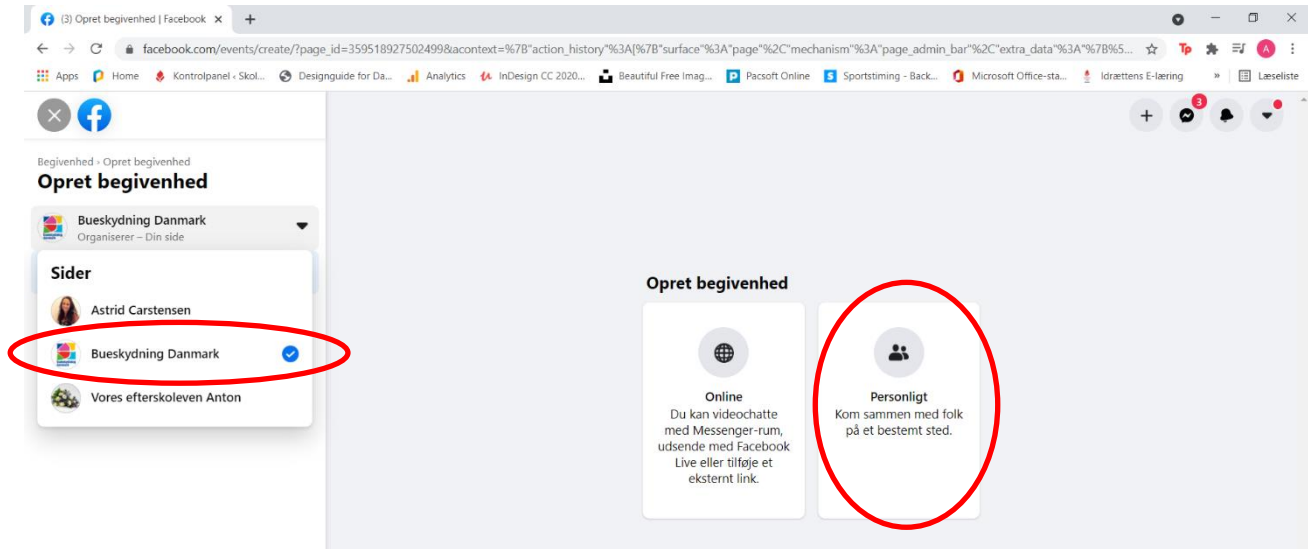 (3) Opret begivenhed | Facebook
facebook.com/events/create/?page_id=359518927502499&acontext=%7B"action_history"%3A[%7B"surface"%3A"page"%2C"mechanism"%3A"page_admin_bar"%2C"extra_data"%3A"%7B%5...
Apps Home Kontrolpanel ‹ Skol... Designguide for Da... Analytics InDesign CC 2020... Beautiful Free Imag... Pacsoft Online Sportstiming - Back... Microsoft Office-sta... Idrættens E-læring » Læseliste
Begivenhed › Opret begivenhed
Opret begivenhed
Bueskydning Danmark
Organiserer – Din side
Sider
Astrid Carstensen
Bueskydning Danmark
Vores efterskoleven Anton
3
Opret begivenhed
Online
Du kan videochatte
med Messenger-rum,
udsende med Facebook
Live eller tilføje et
eksternt link.
Personligt
Kom sammen med folk
på et bestemt sted.